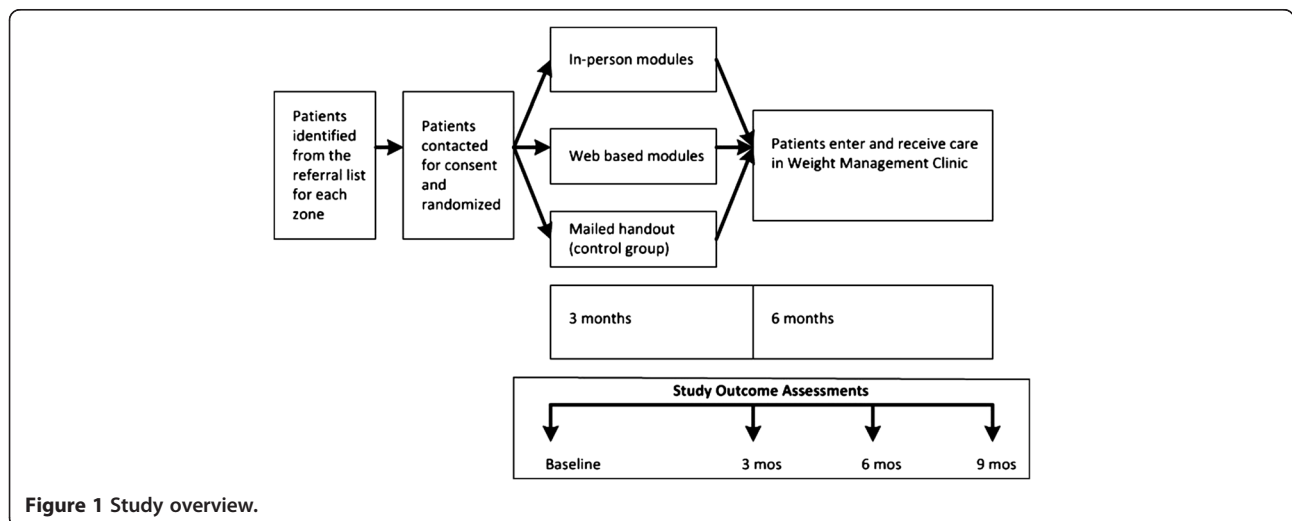 Patients
identified
from the
referral list
for each
zone
Patients
contacted
for consent
and
randomized
In-person modules
Web based modules
Mailed handout
(control group)
Patients enter and receive care
in Weight Management Clinic
3 months
6 months
Study Outcome Assessments
Baseline
3 mos
6 mos
9 mos
Figure 1 Study overview.